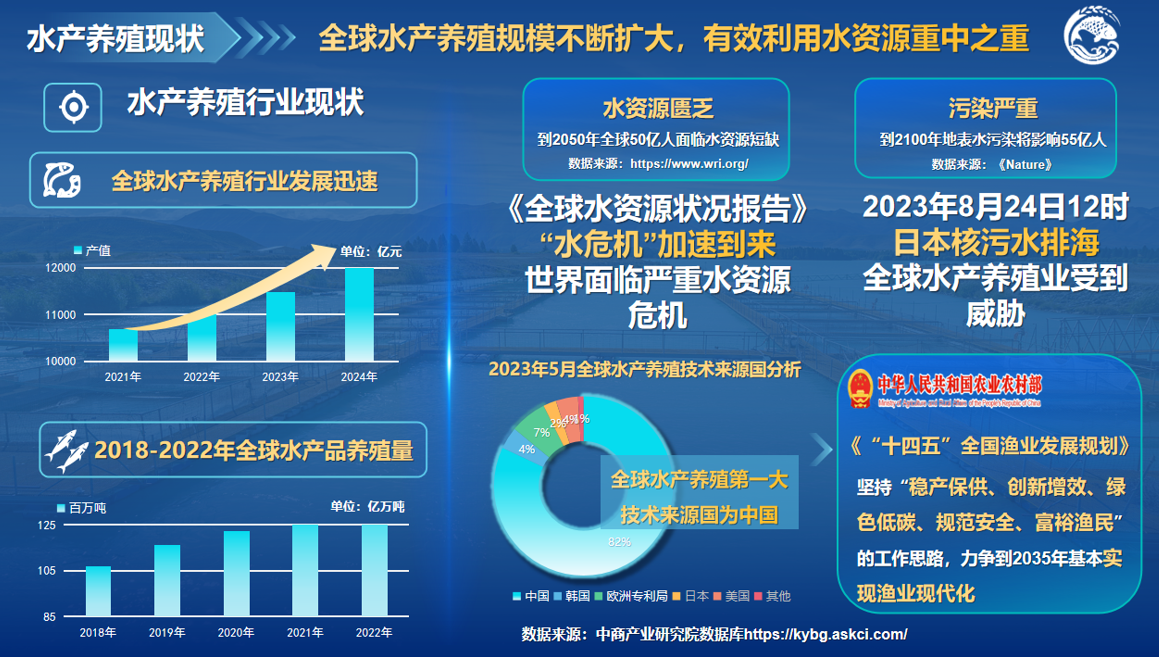 水产养殖现状
全球水产养殖规模不断扩大，有效利用水资源重中之重
水产养殖行业现状
全球水产养殖行业发展迅速
产值
单位：亿元
12000
11000
10000
2021年
2022年
2023年
2024年
2018-2022年全球水产品养殖量
百万吨
单位：亿万吨
125
105
85
2018年
2019年
2020年
2021年
2022年
水资源匮乏
到2050年全球50亿人面临水资源短缺
数据来源：https://www.wri.org/
《全球水资源状况报告》
“水危机”加速到来
世界面临严重水资源
危机
2023年5月全球水产养殖技术来源国分析
4%
7%
2%
4%
1%
全球水产养殖第一大
技术来源国为中国
82%
中国 韩国 欧洲专利局 日本 美国 其他
数据来源：中商产业研究院数据库https://kybg.askci.com/
污染严重
到2100年地表水污染将影响55亿人
数据来源：《Nature》
2023年8月24日12时
日本核污水排海
全球水产养殖业受到
威胁
中华人民共和国农业农村部
Ministry of Agriculture and Rural Affairs of the People's Republic of China
《“十四五”全国渔业发展规划》
坚持“稳产保供、创新增效、绿
色低碳、规范安全、富裕渔民”
的工作思路，力争到2035年基本实
现渔业现代化